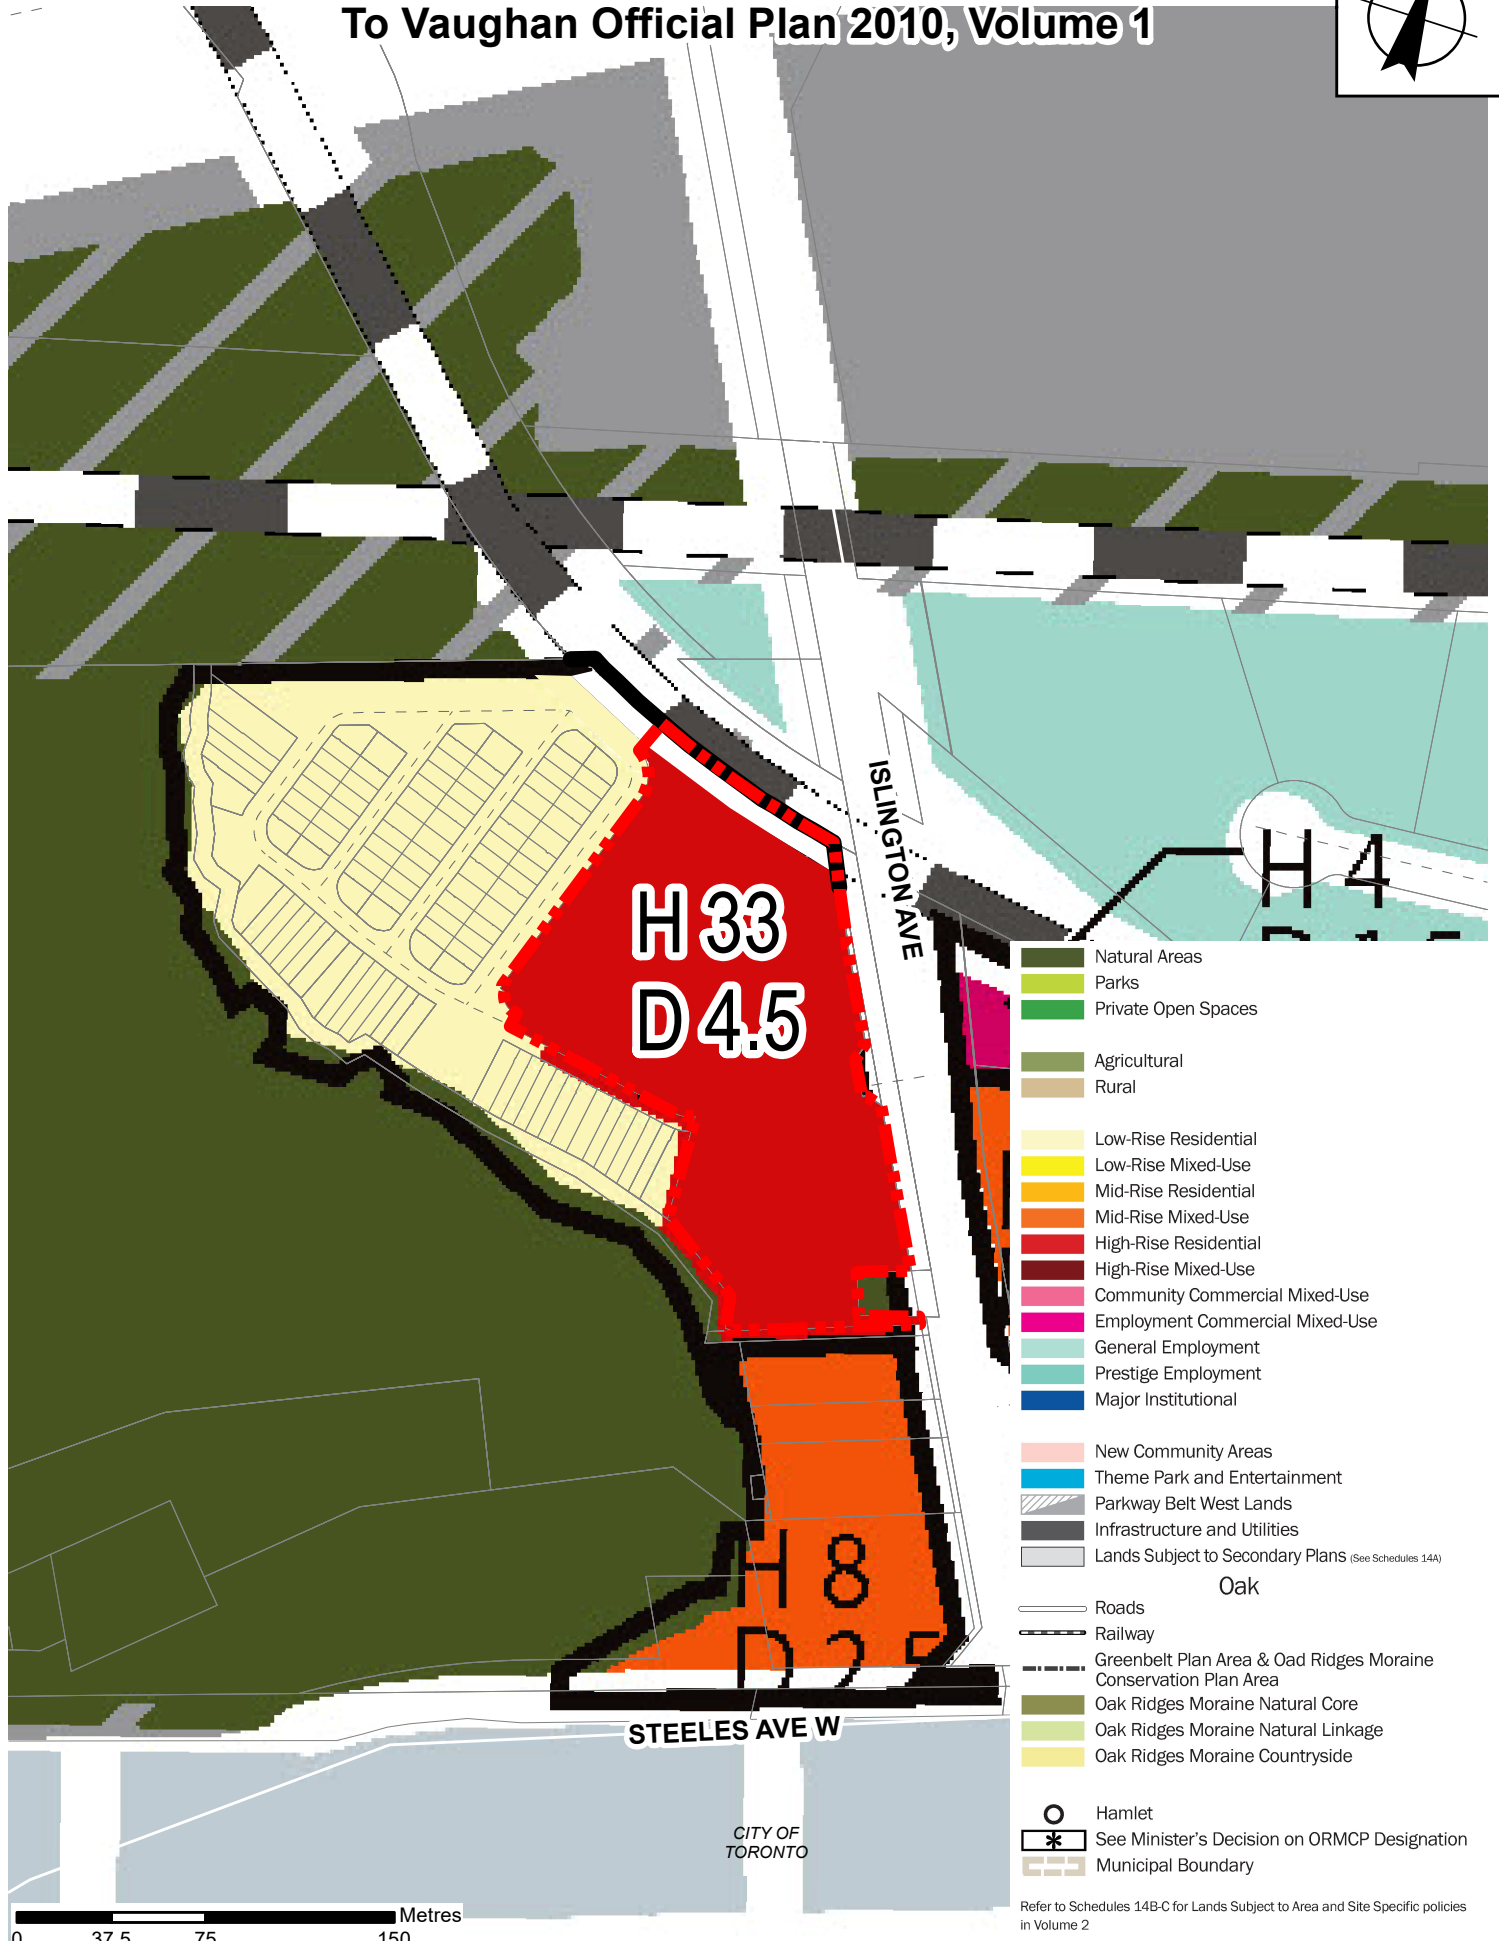 To Vaughan Official Plan 2010, Volume 1
ISLINGTON AVE
H 4
H 33
D 4.5
H 8
STEELES AVE W
CITY OF
TORONTO
Metres
0 37.5 75 150
Natural Areas
Parks
Private Open Spaces
Agricultural
Rural
Low-Rise Residential
Low-Rise Mixed-Use
Mid-Rise Residential
Mid-Rise Mixed-Use
High-Rise Residential
High-Rise Mixed-Use
Community Commercial Mixed-Use
Employment Commercial Mixed-Use
General Employment
Prestige Employment
Major Institutional
New Community Areas
Theme Park and Entertainment
Parkway Belt West Lands
Infrastructure and Utilities
Lands Subject to Secondary Plans (See Schedules 14A)
Oak
Roads
Railway
Greenbelt Plan Area & Oad Ridges Moraine
Conservation Plan Area
Oak Ridges Moraine Natural Core
Oak Ridges Moraine Natural Linkage
Oak Ridges Moraine Countryside
Hamlet
See Minister's Decision on ORMCP Designation
Municipal Boundary
Refer to Schedules 14B-C for Lands Subject to Area and Site Specific policies
in Volume 2